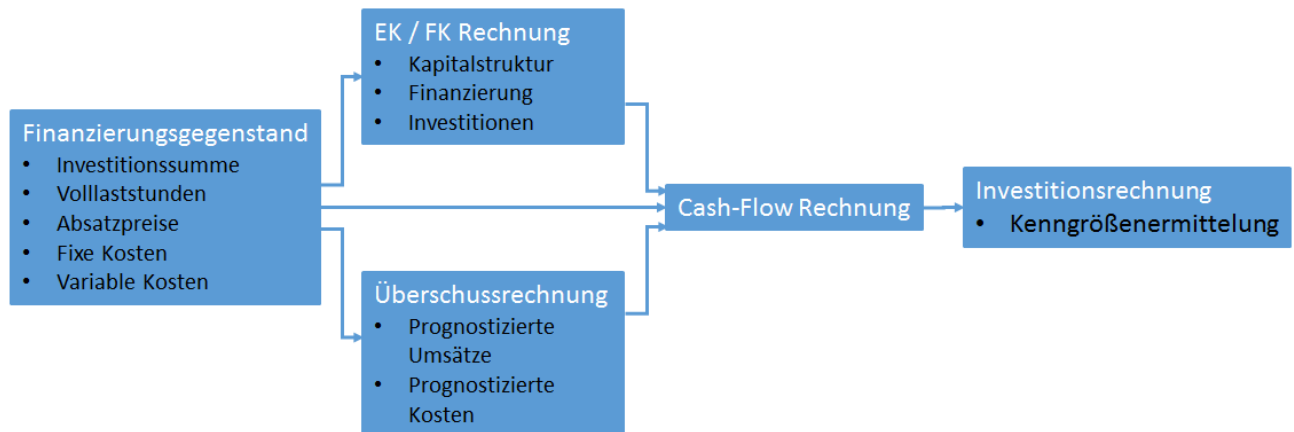 Finanzierungsgegenstand
• Investitionssumme
• Volllaststunden
• Absatzpreise
• Fixe Kosten
• Variable Kosten
EK / FK Rechnung
• Kapitalstruktur
• Finanzierung
• Investitionen
Überschussrechnung
• Prognostizierte
Umsätze
• Prognostizierte
Kosten
Cash-Flow Rechnung
Investitionsrechnung
• Kenngrößenermittelung